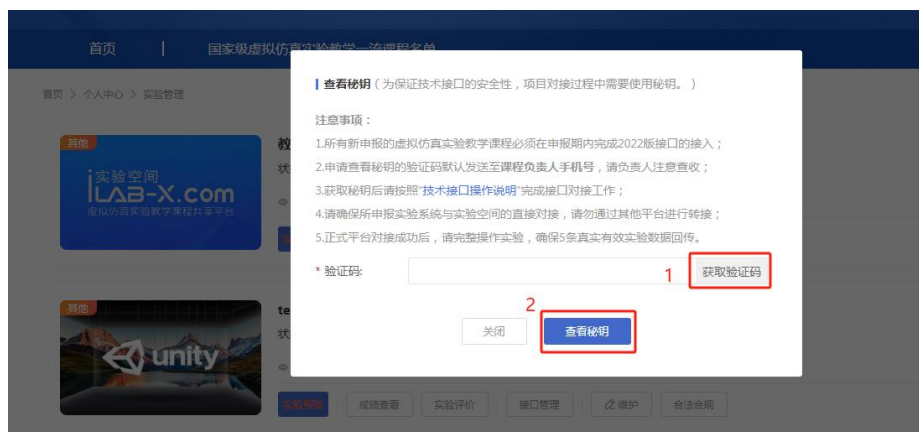 首页 | 国家级虚拟仿真实验教学一流课程名单
首页 > 个人中心 > 实验管理
查看秘钥（为保证技术接口的安全性，项目对接过程中需要使用秘钥。）
注意事项：
1.所有新申报的虚拟仿真实验教学课程必须在申报期内完成2022版接口的接入；
2.申请查看秘钥的验证码默认发送至课程负责人手机号，请负责人注意查收；
3.获取秘钥后请按照“技术接口操作说明”完成接口对接工作；
4.请确保所申报实验系统与实验空间的直接对接，请勿通过其他平台进行转接；
5.正式平台对接成功后，请完整操作实验，确保5条真实有效实验数据回传。
* 验证码:
1
获取验证码
2
关闭
查看秘钥
其他
实验空间
iLAB-X.COM
虚拟仿真实验教学课程共享平台
教
状
其他
unity
te
状
成绩查看
实验评价
接口管理
维护
合法合规